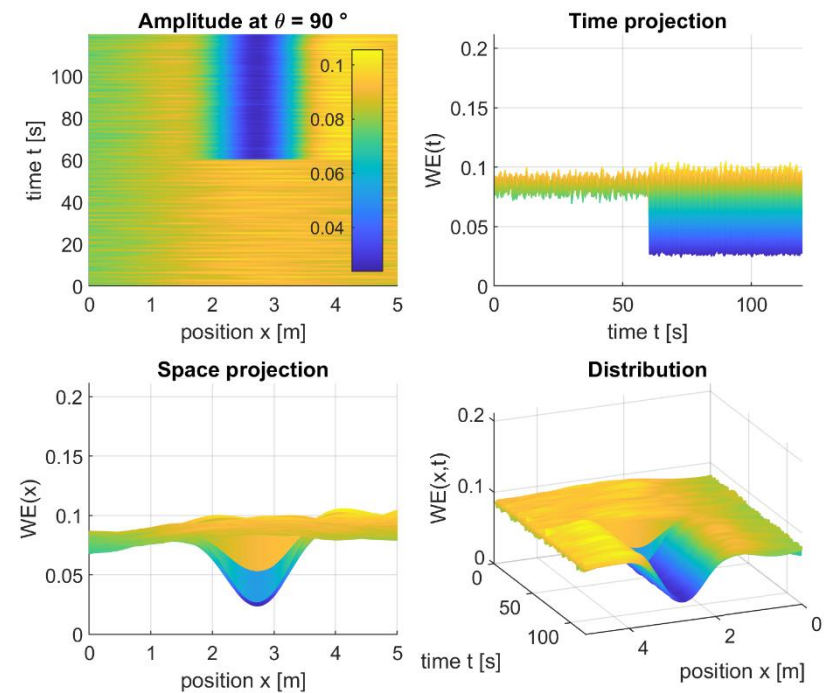 Amplitude at θ = 90 °
time t [s]
120
100
80
60
40
20
0
0.1
0.08
0.06
0.04
0 1 2 3 4 5
position x [m]
Time projection
WE(t)
0.2
0.15
0.1
0.05
0
0 50 100
time t [s]
Space projection
WE(x)
0.2
0.15
0.1
0.05
0
0 1 2 3 4 5
position x [m]
Distribution
WE(x,t)
0.2
0.1
0
0
50
100
4 2 0
time t [s]
position x [m]